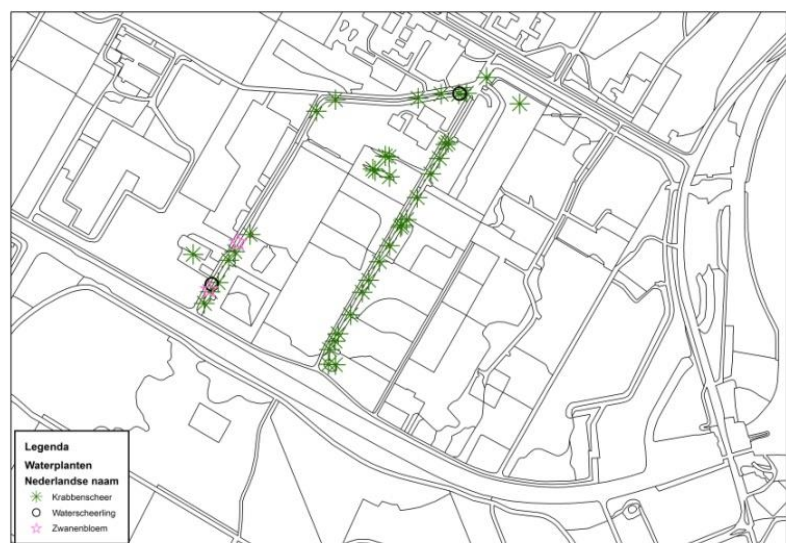 Legenda
Waterplanten
Nederlandse naam
Krabbenscheer
Waterscheerling
Zwanenbloem